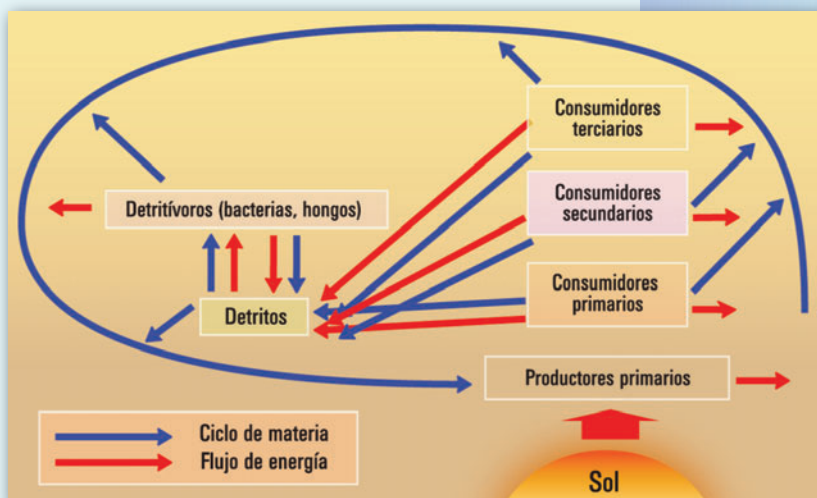 Consumidores
terciarios
Consumidores
secundarios
Detritívoros (bacterias, hongos)
Consumidores
primarios
Detritos
Productores primarios
Ciclo de materia
Flujo de energía
Sol